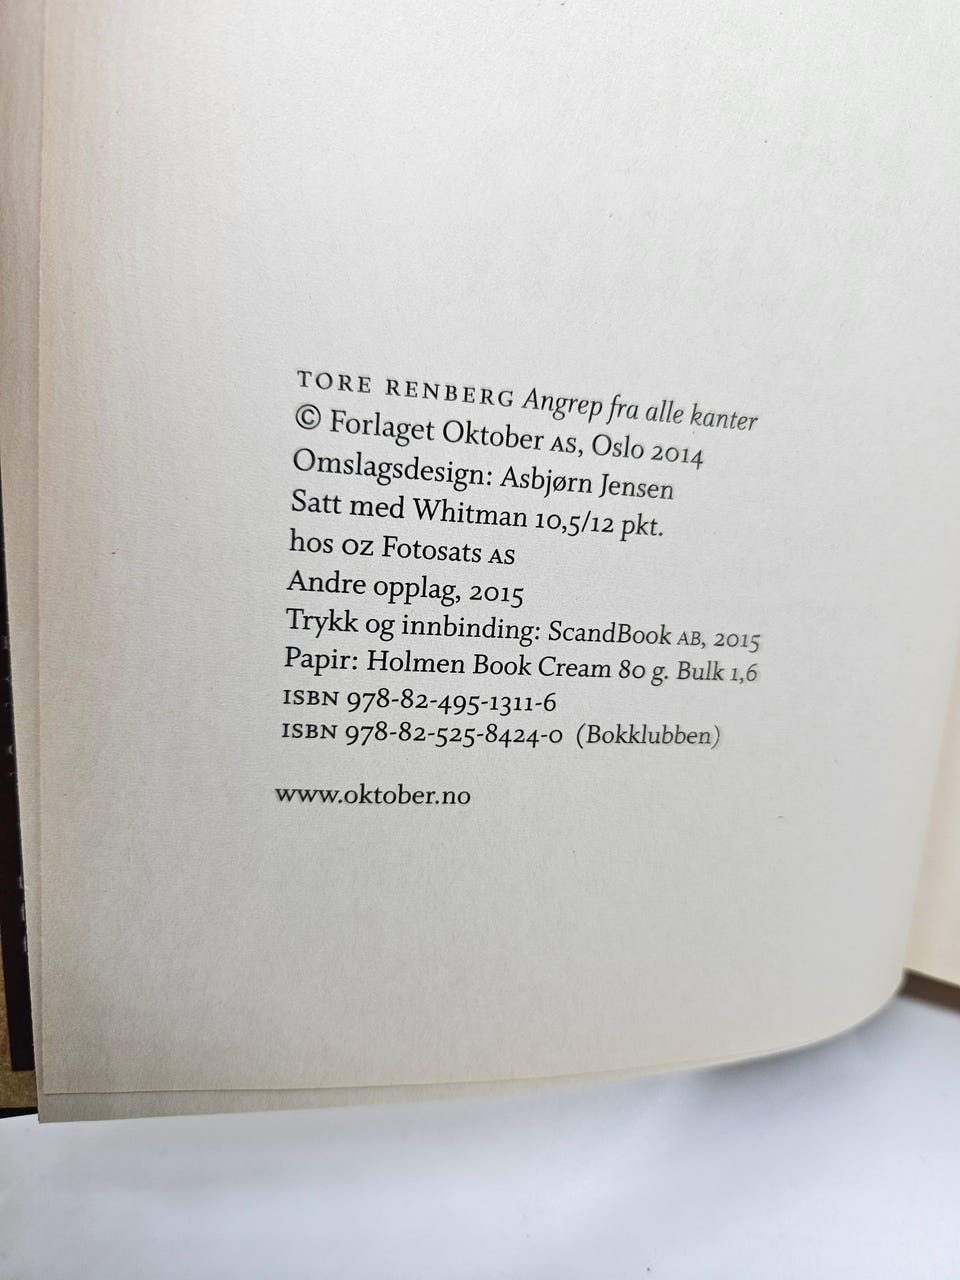 TORE RENBERG Angrep fra alle kanter
© Forlaget Oktober AS, Oslo 2014
Omslagsdesign: Asbjørn Jensen
Satt med Whitman 10,5/12 pkt.
hos OZ Fotosats AS
Andre opplag, 2015
Trykk og innbinding: ScandBook AB, 2015
Papir: Holmen Book Cream 80 g. Bulk 1,6
ISBN 978-82-495-1311-6
ISBN 978-82-525-8424-0 (Bokklubben)
www.oktober.no